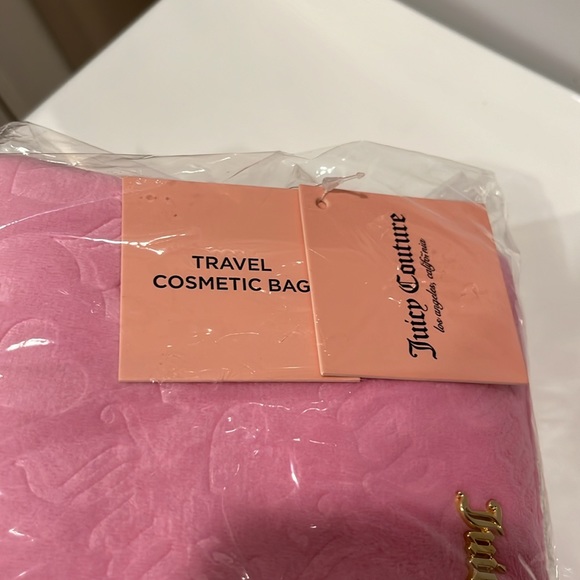 TRAVEL
COSMETIC BAG
Juicy Couture
los angeles, california